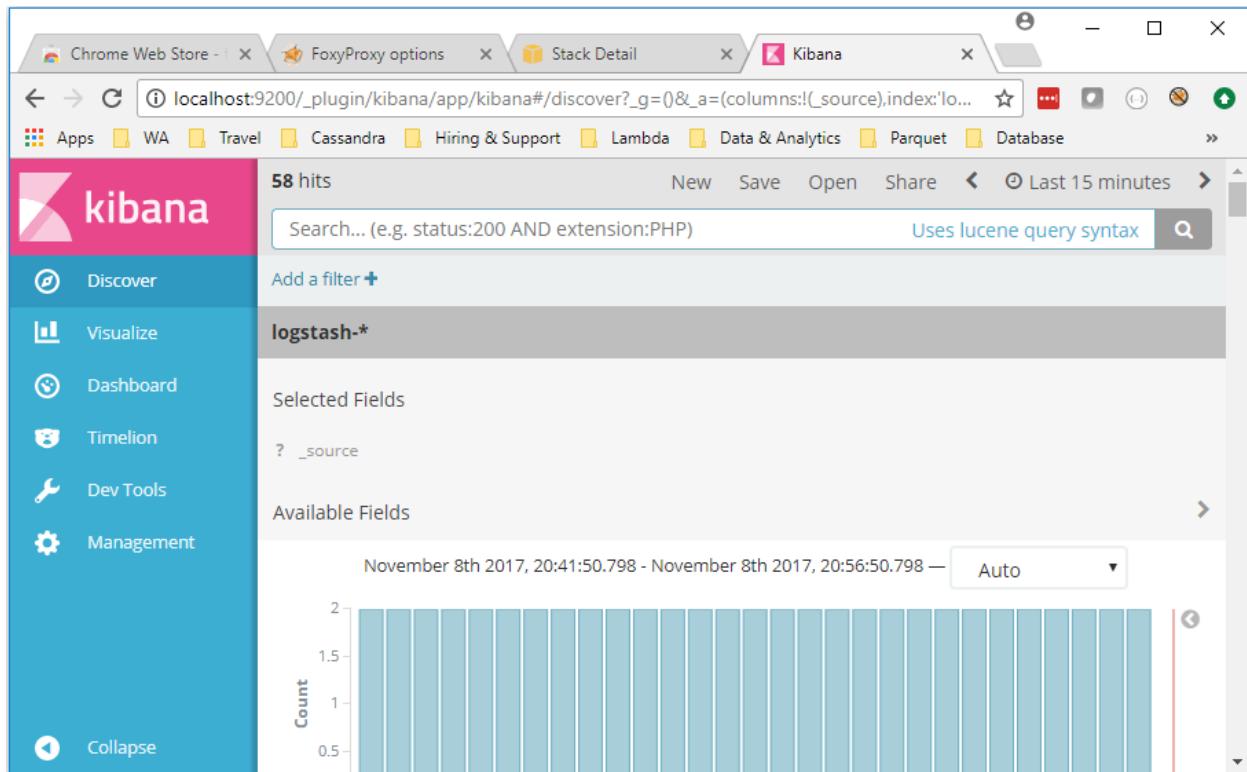 Chrome Web Store -
FoxyProxy options
Stack Detail
Kibana
localhost:9200/_plugin/kibana/app/kibana#/discover?_g=()&_a=(columns:!(_source),index:'lo...
Apps
WA
Travel
Cassandra
Hiring & Support
Lambda
Data & Analytics
Parquet
Database
»
kibana
Discover
Visualize
Dashboard
Timelion
Dev Tools
Management
Collapse
58 hits
New Save Open Share Last 15 minutes
Search... (e.g. status:200 AND extension:PHP) Uses lucene query syntax
Add a filter +
logstash-*
Selected Fields
? _source
Available Fields
November 8th 2017, 20:41:50.798 - November 8th 2017, 20:56:50.798 — Auto
2
1.5
1
0.5
Count